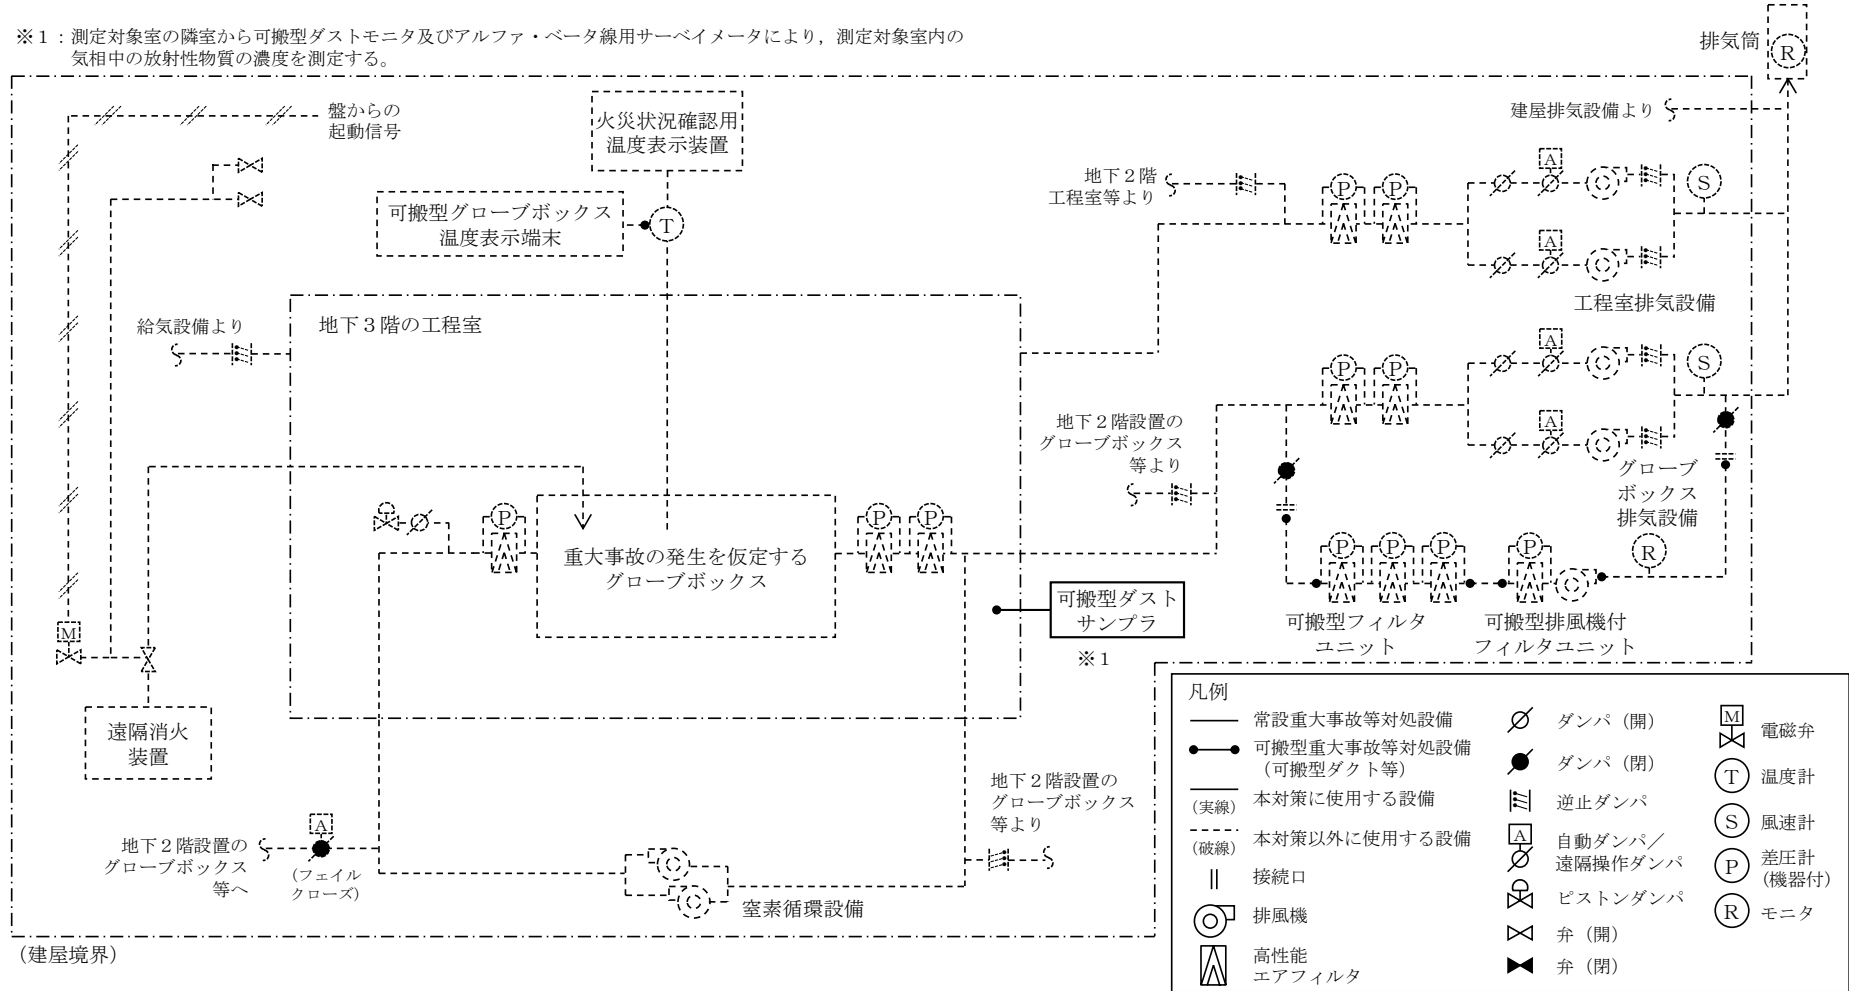 ※１：測定対象室の隣室から可搬型ダストモニタ及びアルファ・ベータ線用サーベイメータにより，測定対象室内の
気相中の放射性物質の濃度を測定する。
排気筒
R
盤からの
起動信号
火災状況確認用
温度表示装置
可搬型グローブボックス
温度表示端末
T
建屋排気設備より
地下２階
工程室等より
P
P
A
A
S
工程室排気設備
給気設備より
地下３階の工程室
地下２階設置の
グローブボックス
等より
P
P
A
A
S
グローブ
ボックス
排気設備
P
重大事故の発生を仮定する
グローブボックス
P
P
P
P
P
P
R
可搬型フィルタ
ユニット
可搬型排風機付
フィルタユニット
可搬型ダスト
サンプラ
※１
M
遠隔消火
装置
地下２階設置の
グローブボックス
等へ
A
（フェイル
クローズ）
窒素循環設備
地下２階設置の
グローブボックス
等より
（建屋境界）
凡例
常設重大事故等対処設備
可搬型重大事故等対処設備
（可搬型ダクト等）
（実線）
本対策に使用する設備
（破線）
本対策以外に使用する設備
接続口
排風機
高性能
エアフィルタ
ダンパ（開）
ダンパ（閉）
逆止ダンパ
A
自動ダンパ／
遠隔操作ダンパ
ピストンダンパ
弁（開）
弁（閉）
M
電磁弁
T
温度計
S
風速計
P
差圧計
（機器付）
R
モニタ